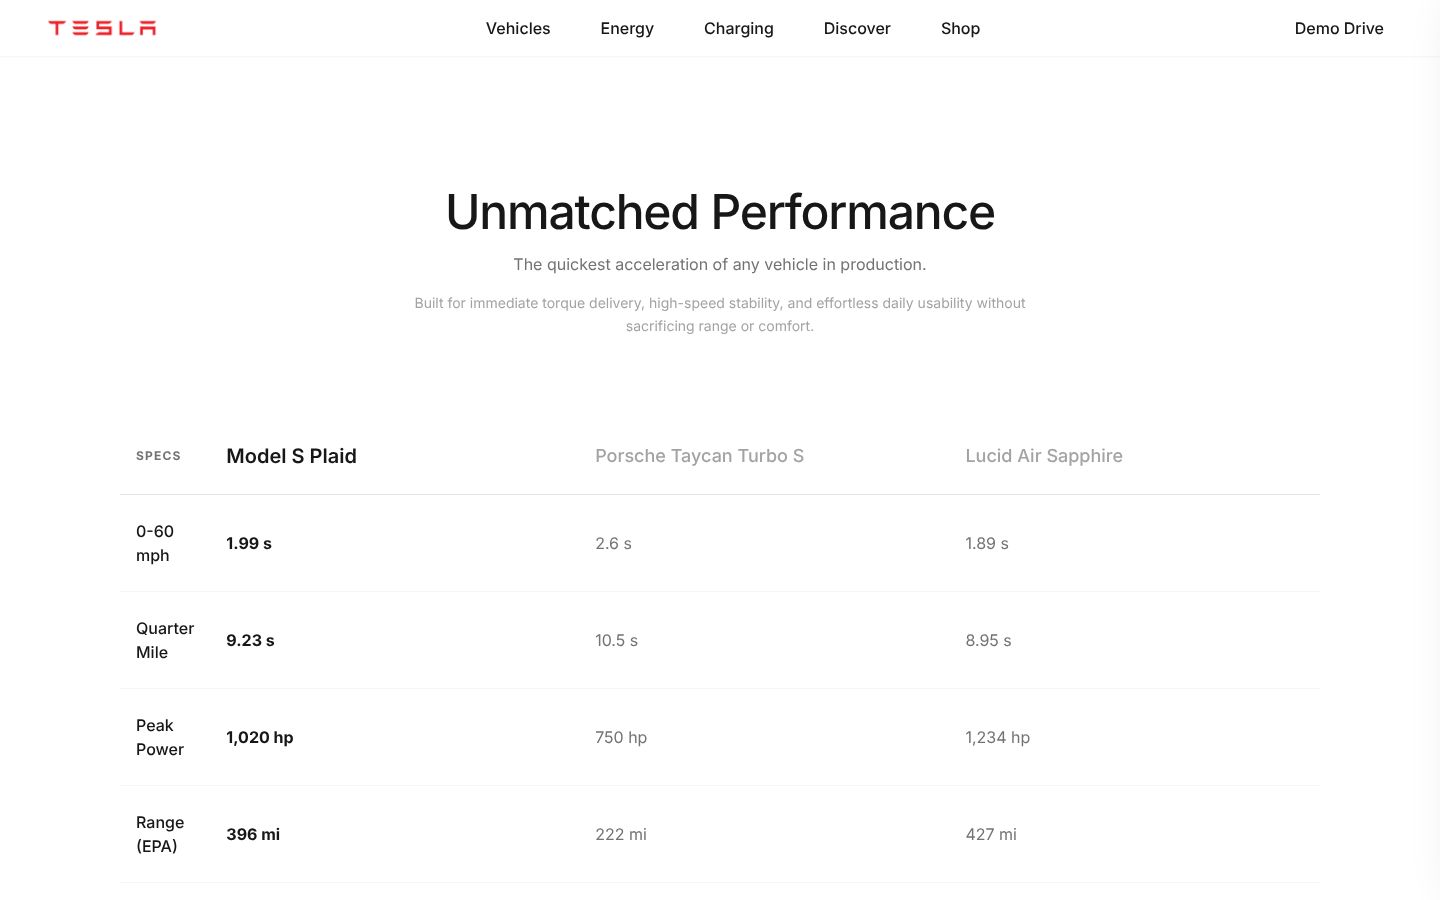 TESLA
Vehicles Energy Charging Discover Shop Demo Drive
Unmatched Performance
The quickest acceleration of any vehicle in production.
Built for immediate torque delivery, high-speed stability, and effortless daily usability without
sacrificing range or comfort.
SPECS Model S Plaid Porsche Taycan Turbo S Lucid Air Sapphire
0-60
mph
1.99 s 2.6 s 1.89 s
Quarter
Mile
9.23 s 10.5 s 8.95 s
Peak
Power
1,020 hp 750 hp 1,234 hp
Range
(EPA)
396 mi 222 mi 427 mi